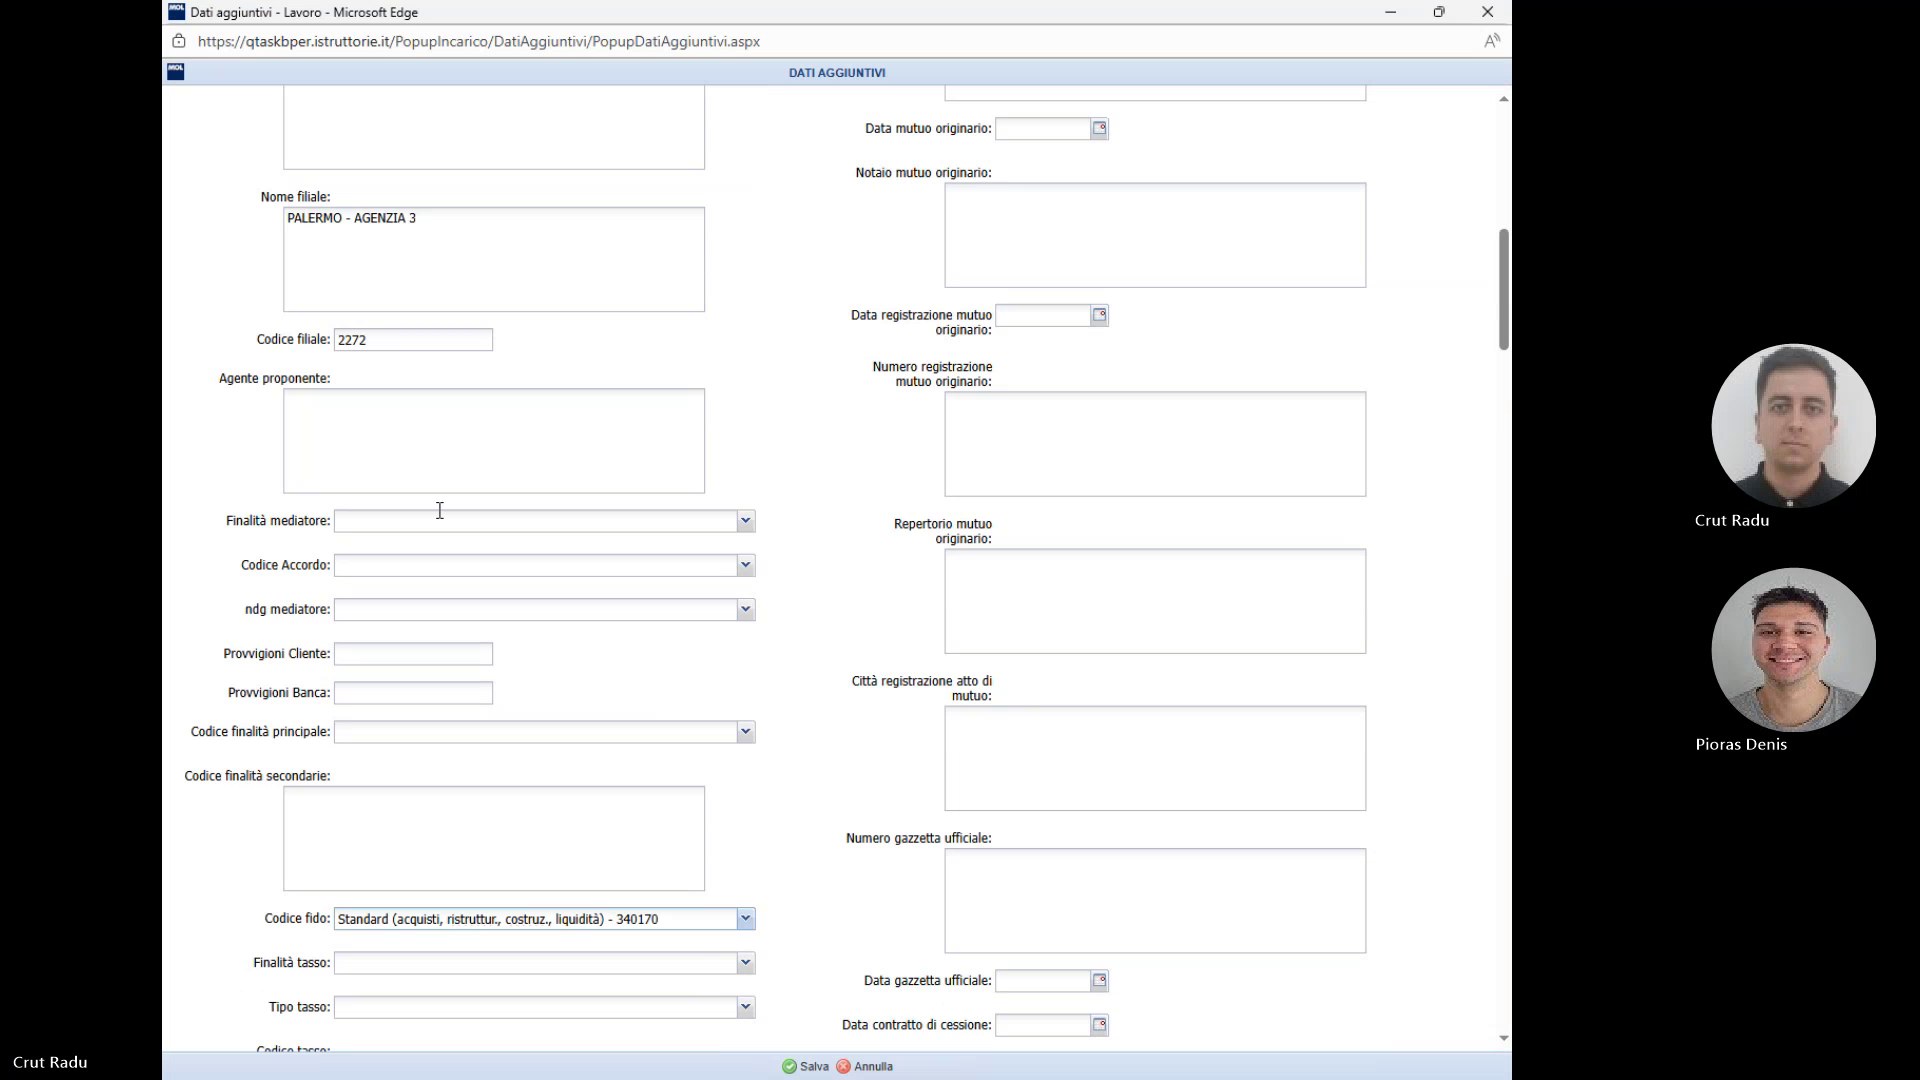 MOL
Dati aggiuntivi - Lavoro - Microsoft Edge
https://qtaskbper.istruttorie.it/PopupIncarico/DatiAggiuntivi/PopupDatiAggiuntivi.aspx
MOL
DATI AGGIUNTIVI
Nome filiale:
PALERMO - AGENZIA 3
Codice filiale:
2272
Agente proponente:
Finalità mediatore:
Codice Accordo:
ndg mediatore:
Provvigioni Cliente:
Provvigioni Banca:
Codice finalità principale:
Codice finalità secondarie:
Codice fido:
Standard (acquisti, ristruttur., costruz., liquidità) - 340170
Finalità tasso:
Tipo tasso:
Codice tasso:
Data mutuo originario:
Notaio mutuo originario:
Data registrazione mutuo
originario:
Numero registrazione
mutuo originario:
Repertorio mutuo
originario:
Città registrazione atto di
mutuo:
Numero gazzetta ufficiale:
Data gazzetta ufficiale:
Data contratto di cessione:
Salva
Annulla
Crut Radu
Pioras Denis
Crut Radu